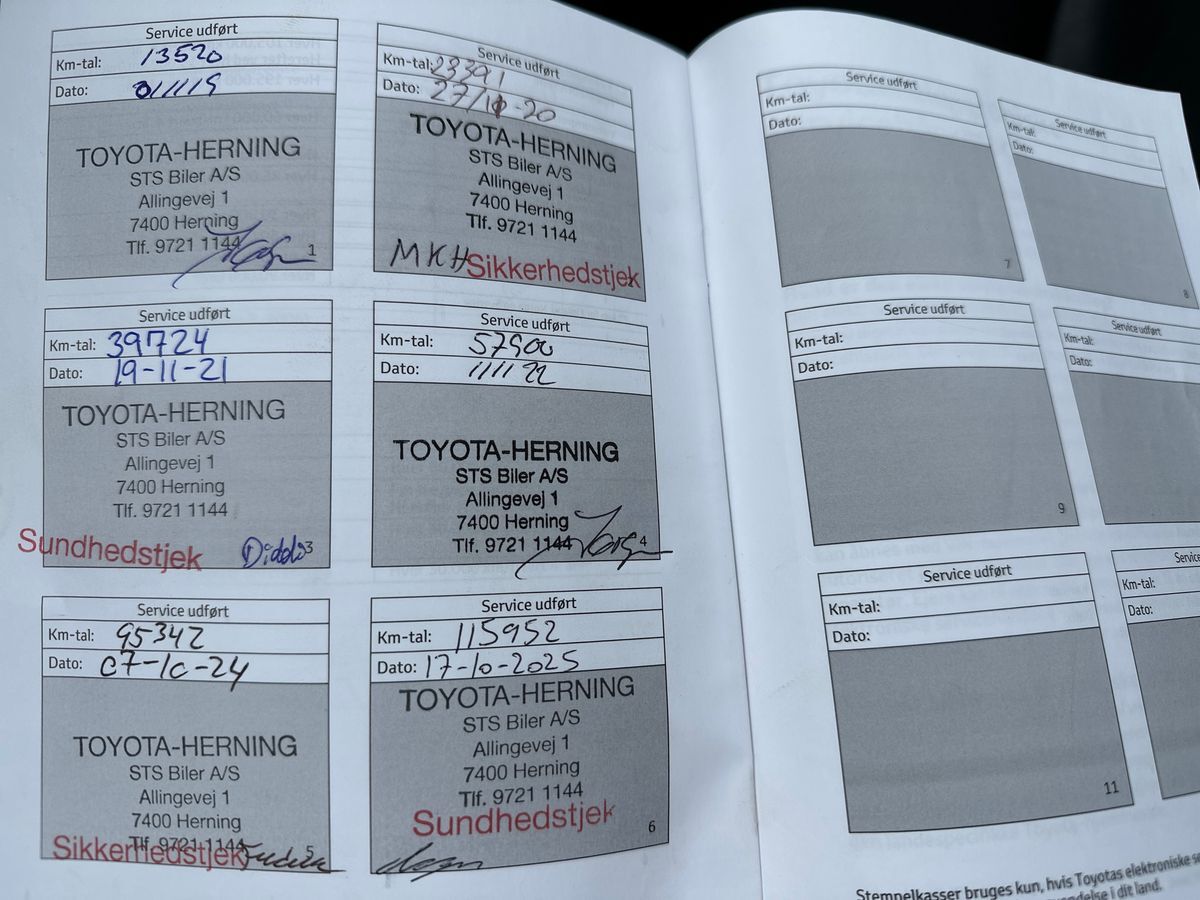 Service udført
Km-tal: 13520
Dato: 01/11/19
TOYOTA-HERNING
STS Biler A/S
Allingevej 1
7400 Herning
Tlf. 9721 1144
1
Service udført
Km-tal: 23391
Dato: 27/10-20
TOYOTA-HERNING
STS Biler A/S
Allingevej 1
7400 Herning
Tlf. 9721 1144
MKH Sikkerhedstjek
Service udført
Km-tal: 39724
Dato: 19-11-21
TOYOTA-HERNING
STS Biler A/S
Allingevej 1
7400 Herning
Tlf. 9721 1144
Sundhedstjek 3
Service udført
Km-tal: 57900
Dato: 11/11 22
TOYOTA-HERNING
STS Biler A/S
Allingevej 1
7400 Herning
Tlf. 9721 1144 4
Service udført
Km-tal: 95342
Dato: 07-10-24
TOYOTA-HERNING
STS Biler A/S
Allingevej 1
7400 Herning
Tlf. 9721 1144
Sikkerhedstjek 5
Service udført
Km-tal: 115952
Dato: 17-10-2025
TOYOTA-HERNING
STS Biler A/S
Allingevej 1
7400 Herning
Tlf. 9721 1144
Sundhedstjek 6
Service udført
Km-tal:
Dato:
7
Service udført
Km-tal:
Dato:
8
Service udført
Km-tal:
Dato:
9
Service udført
Km-tal:
Dato:
Service udført
Km-tal:
Dato:
11
Service
Km-tal:
Dato:
Stempelkasser bruges kun, hvis Toyotas elektroniske
i dit land.